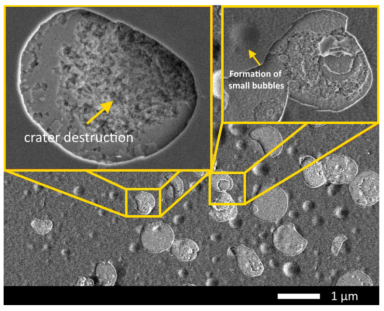 Formation of
small bubbles
crater destruction
1 µm